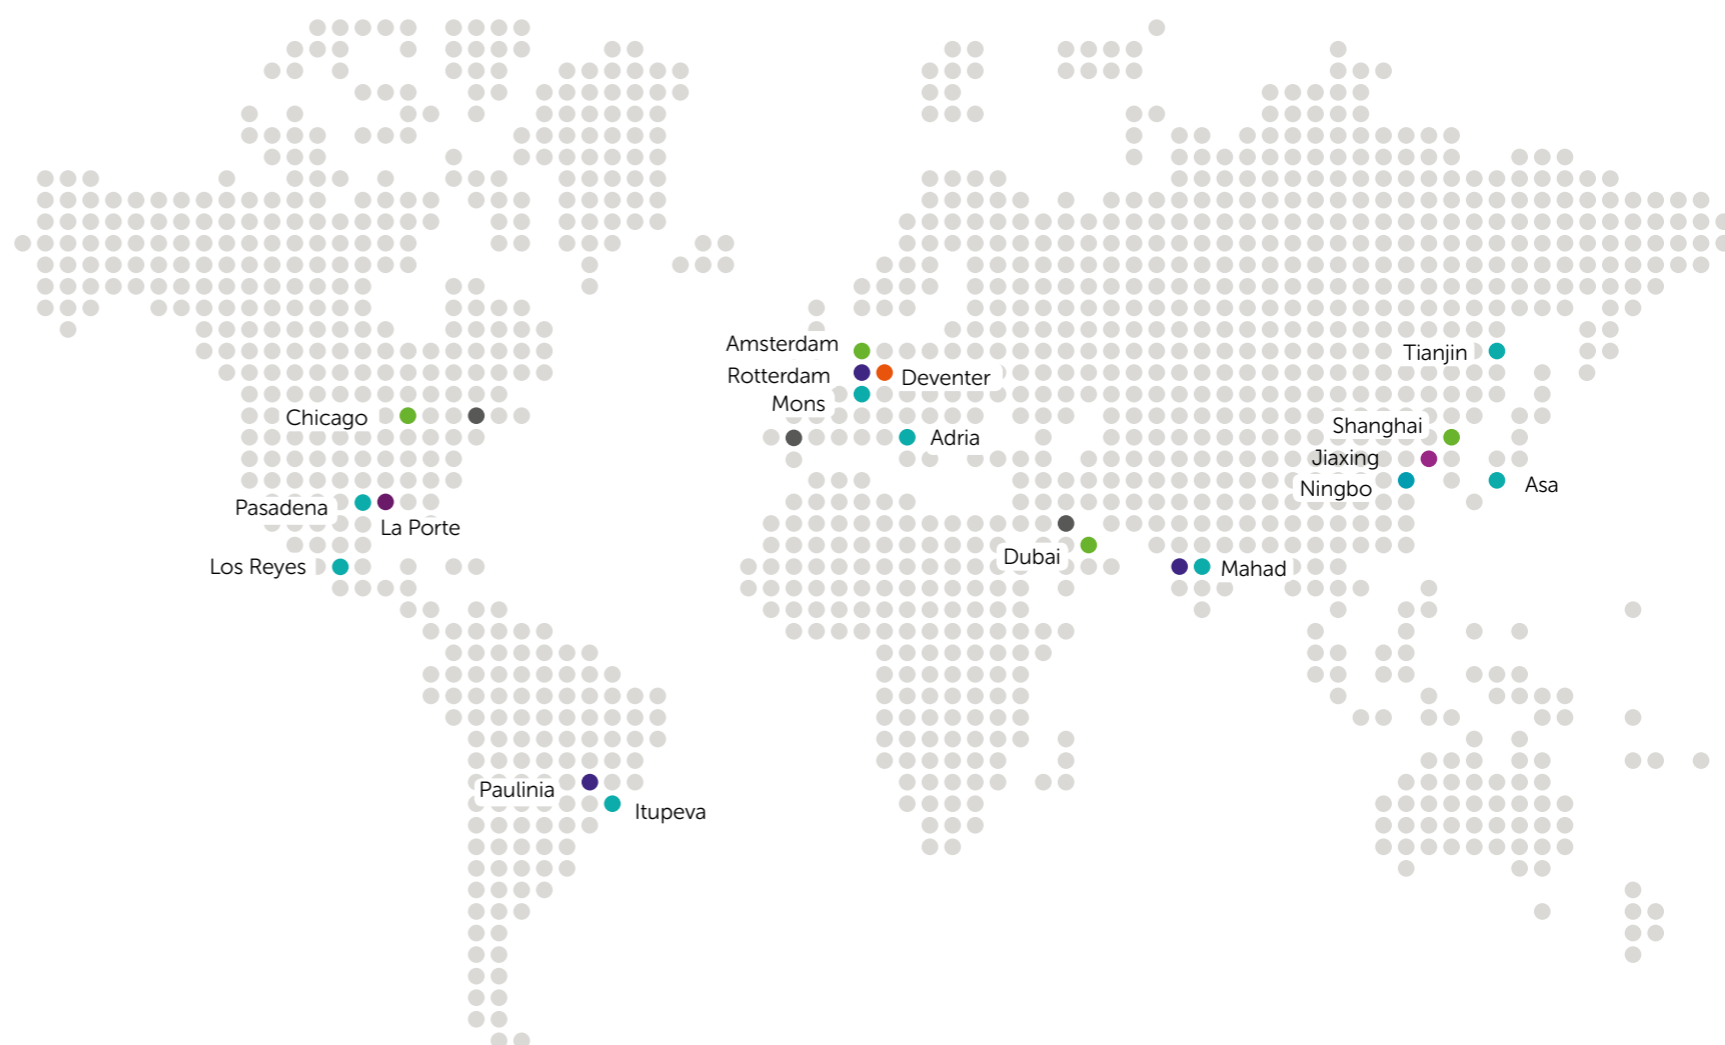 Amsterdam
Rotterdam
Deventer
Mons
Tianjin
Chicago
Adria
Shanghai
Jiaxing
Ningbo
Asa
Pasadena
La Porte
Los Reyes
Dubai
Mahad
Paulinia
Itupeva